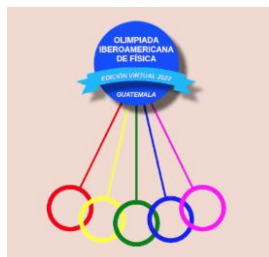 OLIMPIADA
IBEROAMERICANA
DE FÍSICA
EDICIÓN VIRTUAL 2022
GUATEMALA